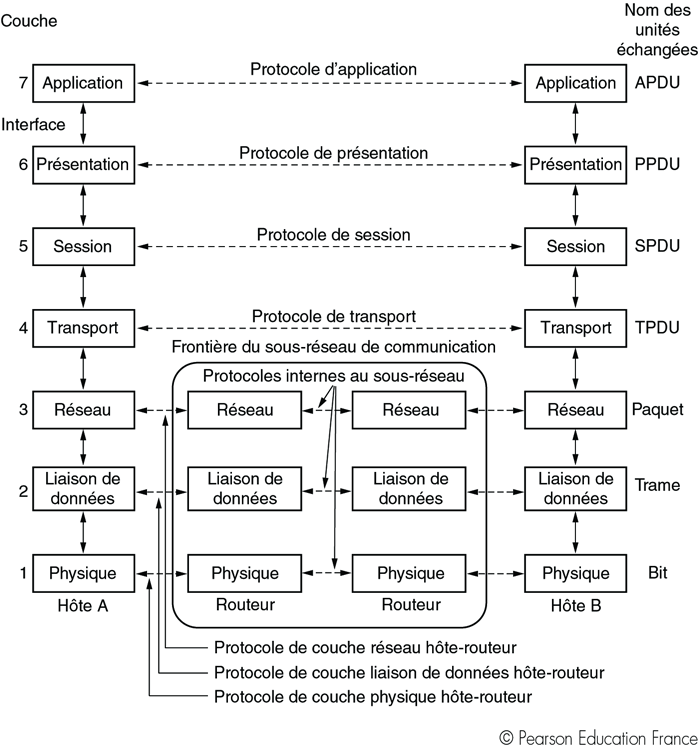 Couche
Nom des
unités
échangées
7 Application Protocole d'application Application APDU
Interface
6 Présentation Protocole de présentation Présentation PPDU
5 Session Protocole de session Session SPDU
4 Transport Protocole de transport Transport TPDU
Frontière du sous-réseau de communication
Protocoles internes au sous-réseau
3 Réseau Réseau Réseau Réseau Paquet
2 Liaison de données Liaison de données Liaison de données Liaison de données Trame
1 Physique Physique Physique Physique Bit
Hôte A Routeur Routeur Hôte B
Protocole de couche réseau hôte-routeur
Protocole de couche liaison de données hôte-routeur
Protocole de couche physique hôte-routeur
© Pearson Education France